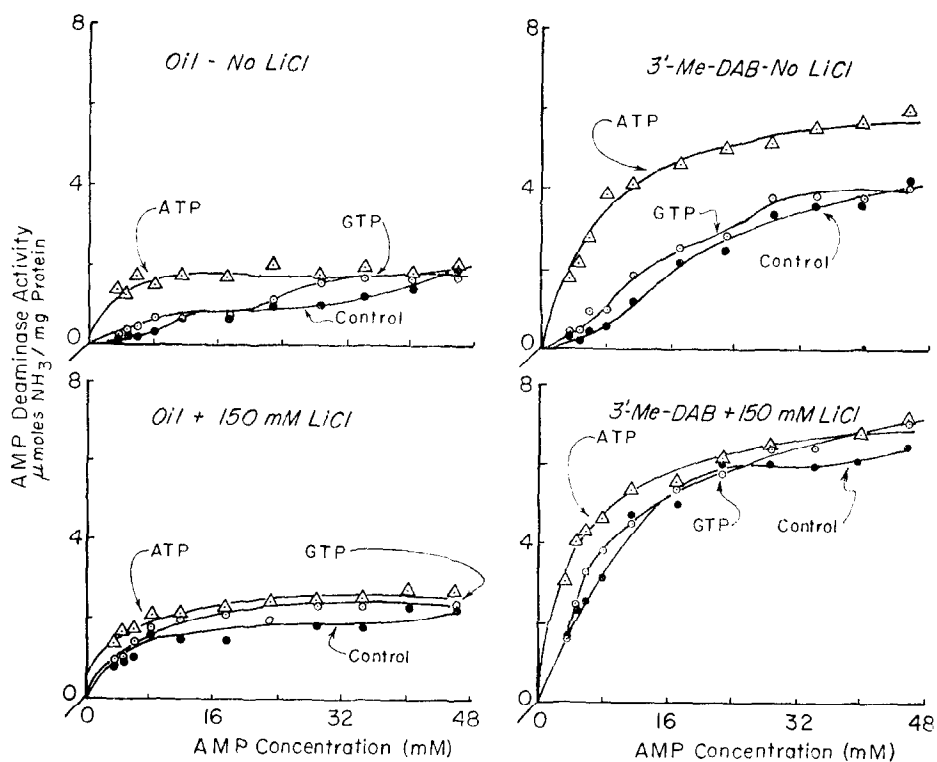 8
4
0
Oil - No LiCl
ATP
GTP
Control
8
4
0
3'-Me-DAB-No LiCl
ATP
GTP
Control
AMP Deaminase Activity
μmoles NH3 / mg Protein
8
4
0
Oil + 150 mM LiCl
ATP
GTP
Control
0 16 32 48
AMP Concentration (mM)
8
4
0
3'-Me-DAB + 150 mM LiCl
ATP
GTP
Control
0 16 32 48
AMP Concentration (mM)